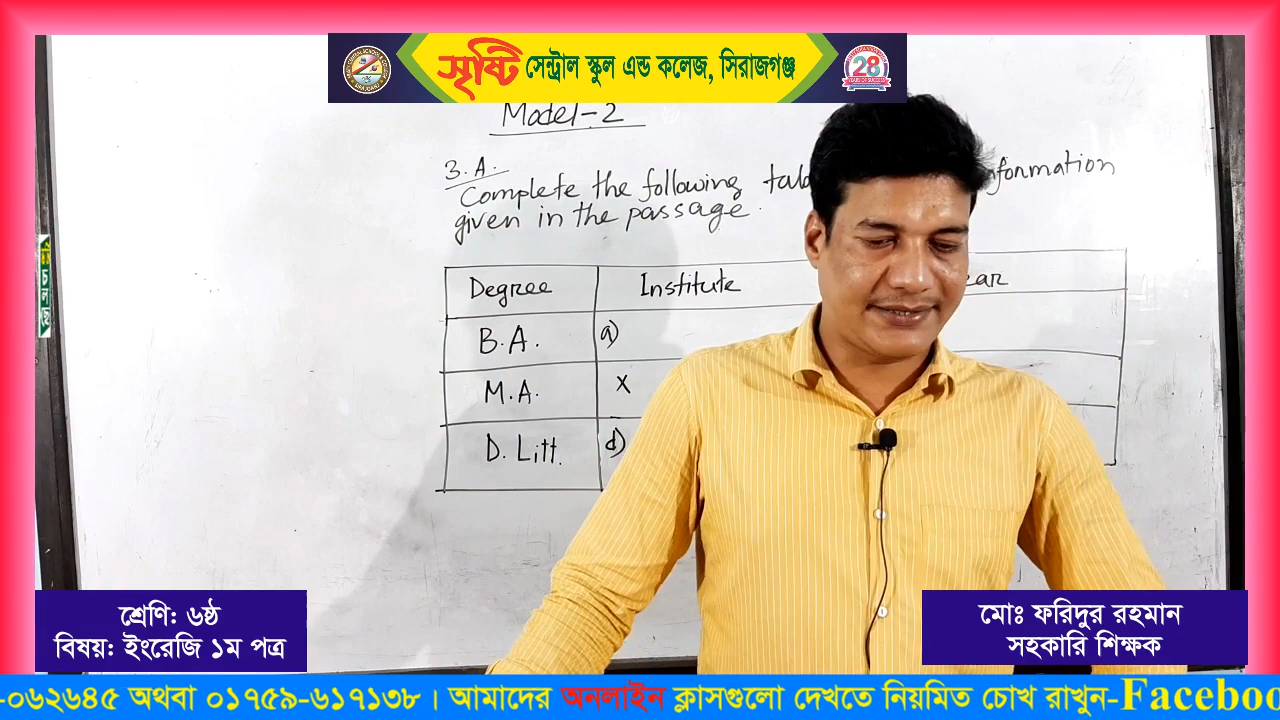 সৃষ্টি সেন্ট্রাল স্কুল এন্ড কলেজ, সিরাজগঞ্জ
28
Model-2
3.A.
Complete the following
given in the passage.
Degree Institute
B.A. a)
M.A. x
D. Litt. d)
শ্রেণি: ৬ষ্ঠ
বিষয়: ইংরেজি ১ম পত্র
মোঃ ফরিদুর রহমান
সহকারি শিক্ষক
-০৬২৬৪৫ অথবা ০১৭৫৯-৬১৭১৩৮ । আমাদের অনলাইন ক্লাসগুলো দেখতে নিয়মিত চোখ রাখুন-Faceboo